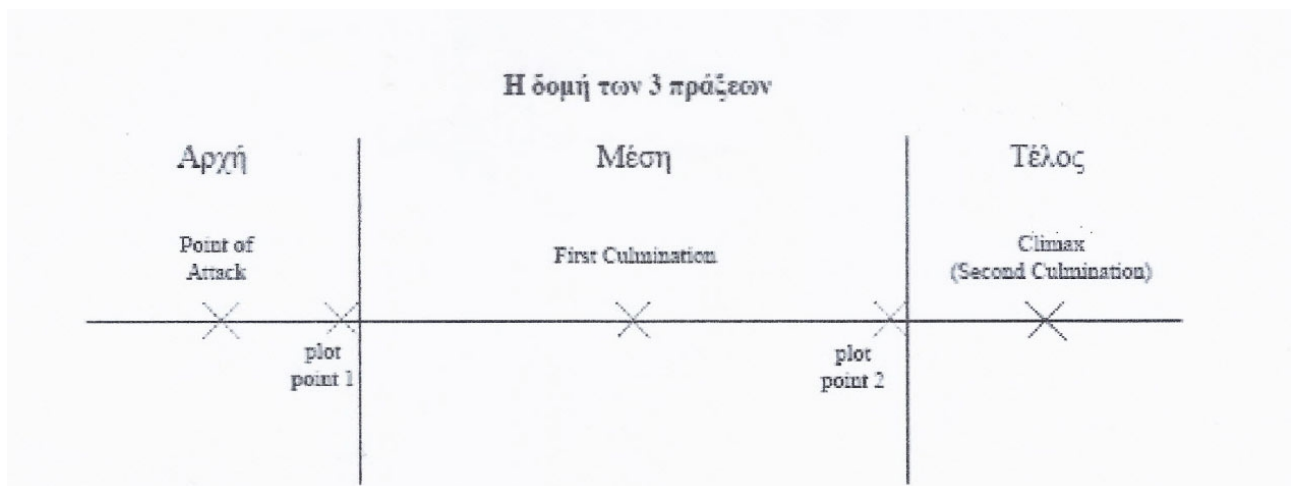 Η δομή των 3 πράξεων
Αρχή
Μέση
Τέλος
Point of
Attack
First Culmination
Climax
(Second Culmination)
plot
point 1
plot
point 2